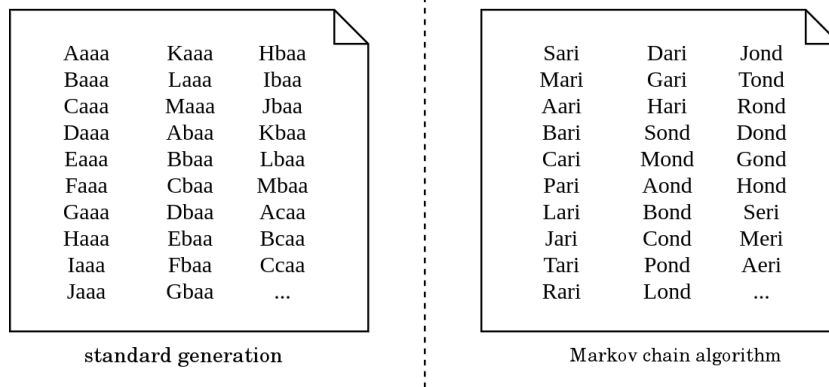 Aaaa Kaaa Hbaa
Baaa Laaa Ibaa
Caaa Maaa Jbaa
Daaa Abaa Kbaa
Eaaa Bbaa Lbaa
Faaa Cbaa Mbaa
Gaaa Dbaa Acaa
Haaa Ebaa Bcaa
Iaaa Fbaa Ccaa
Jaaa Gbaa ...
standard generation
Sari Dari Jond
Mari Gari Tond
Aari Hari Rond
Bari Sond Dond
Cari Mond Gond
Pari Aond Hond
Lari Bond Seri
Jari Cond Meri
Tari Pond Aeri
Rari Lond ...
Markov chain algorithm